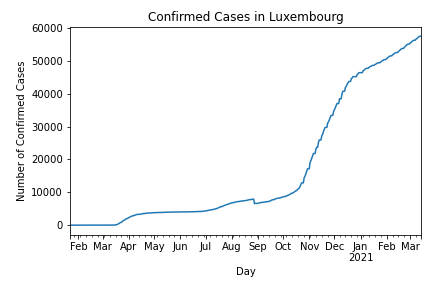 Confirmed Cases in Luxembourg
Number of Confirmed Cases
60000
50000
40000
30000
20000
10000
0
Feb Mar Apr May Jun Jul Aug Sep Oct Nov Dec Jan Feb Mar
2021
Day